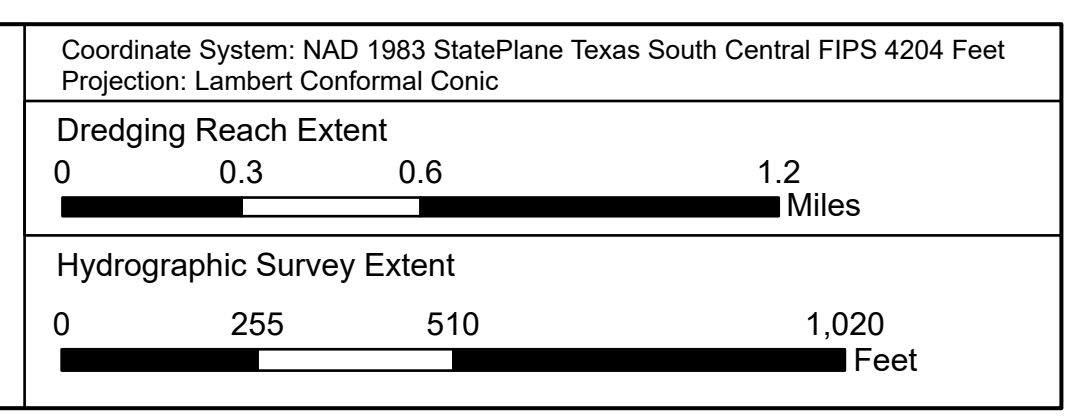 Coordinate System: NAD 1983 StatePlane Texas South Central FIPS 4204 Feet
Projection: Lambert Conformal Conic
Dredging Reach Extent
0 0.3 0.6 1.2
Miles
Hydrographic Survey Extent
0 255 510 1,020
Feet